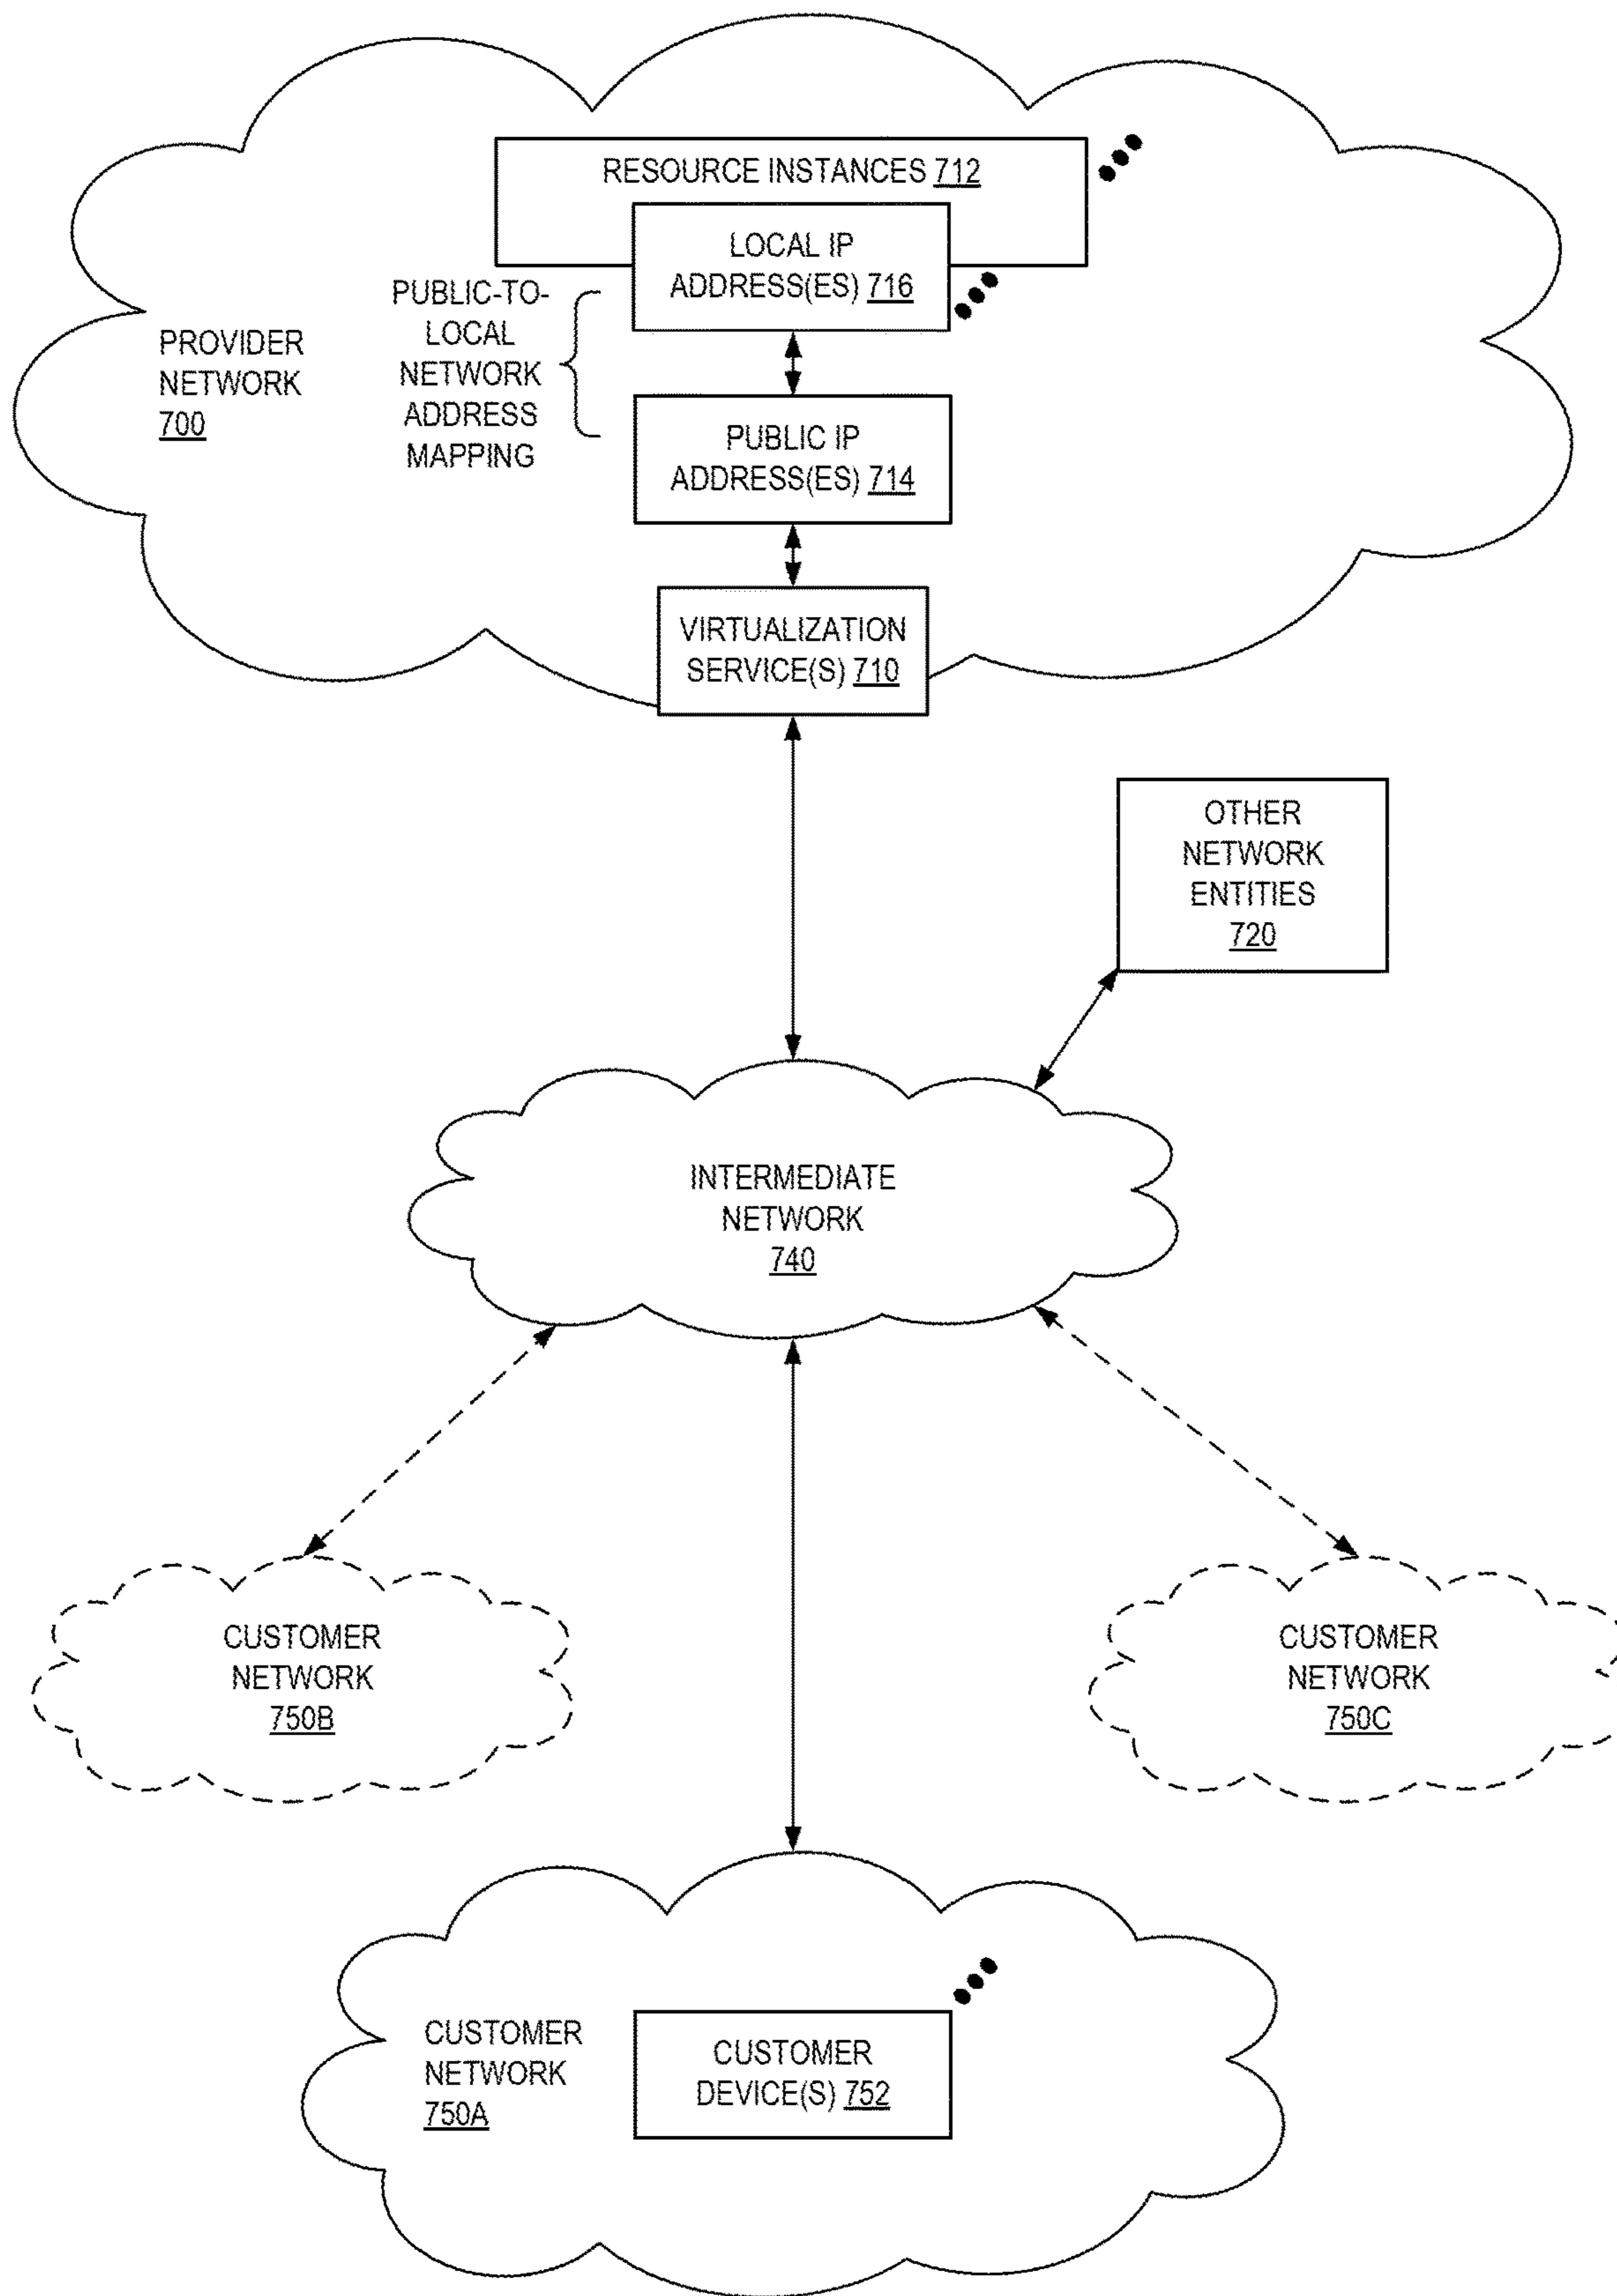 RESOURCE INSTANCES 712
LOCAL IP
ADDRESS(ES) 716
PUBLIC-TO-
LOCAL
NETWORK
ADDRESS
MAPPING
PROVIDER
NETWORK
700
PUBLIC IP
ADDRESS(ES) 714
VIRTUALIZATION
SERVICE(S) 710
OTHER
NETWORK
ENTITIES
720
INTERMEDIATE
NETWORK
740
CUSTOMER
NETWORK
750B
CUSTOMER
NETWORK
750C
CUSTOMER
NETWORK
750A
CUSTOMER
DEVICE(S) 752